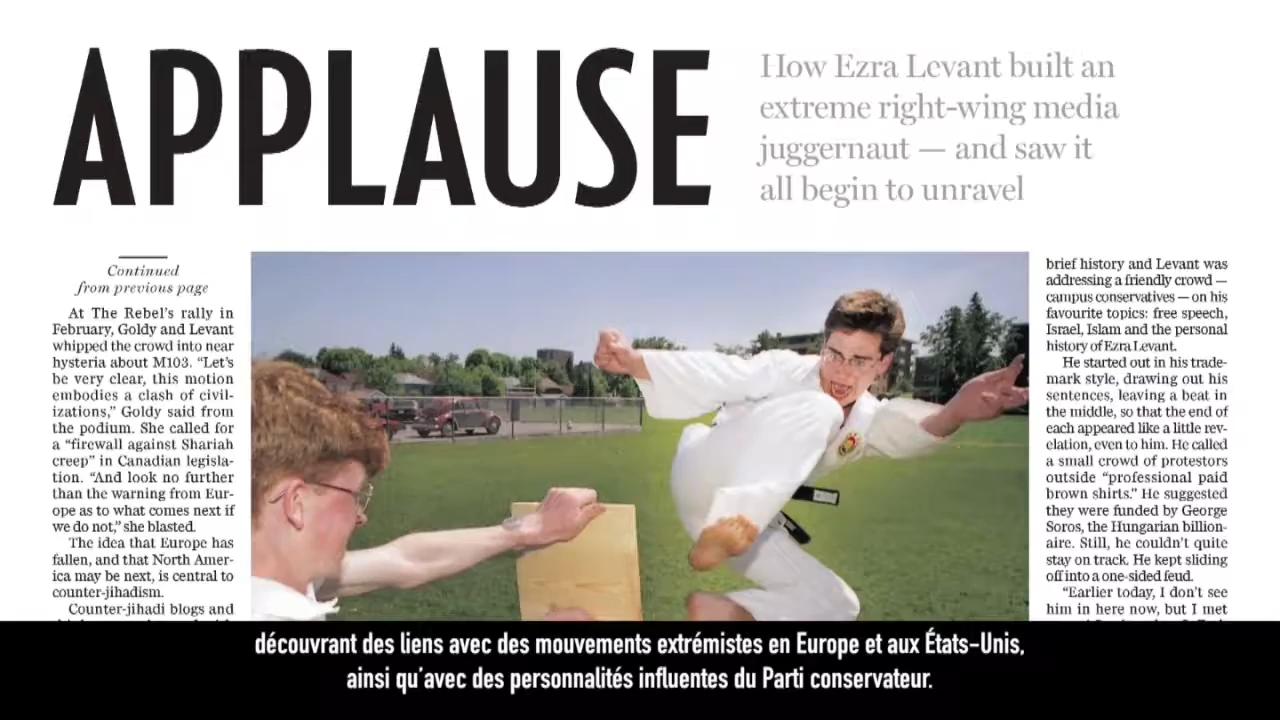 APPLAUSE
How Ezra Levant built an
extreme right-wing media
juggernaut — and saw it
all begin to unravel
Continued
from previous page
At The Rebel's rally in
February, Goldy and Levant
whipped the crowd into near
hysteria about M103. “Let's
be very clear, this motion
embodies a clash of civil-
izations,” Goldy said from
the podium. She called for
a “firewall against Shariah
creep” in Canadian legisla-
tion. “And look no further
than the warning from Eur-
ope as to what comes next if
we do not,” she blasted.
The idea that Europe has
fallen, and that North Amer-
ica may be next, is central to
counter-jihadism.
Counter-jihadi blogs and
brief history and Levant was
addressing a friendly crowd —
campus conservatives — on his
favourite topics: free speech,
Israel, Islam and the personal
history of Ezra Levant.
He started out in his trade-
mark style, drawing out his
sentences, leaving a beat in
the middle, so that the end of
each appeared like a little rev-
elation, even to him. He called
a small crowd of protestors
outside “professional paid
brown shirts.” He suggested
they were funded by George
Soros, the Hungarian billion-
aire. Still, he couldn't quite
stay on track. He kept sliding
off into a one-sided feud.
“Earlier today, I don't see
him in here now, but I met
découvrant des liens avec des mouvements extrémistes en Europe et aux États-Unis,
ainsi qu'avec des personnalités influentes du Parti conservateur.